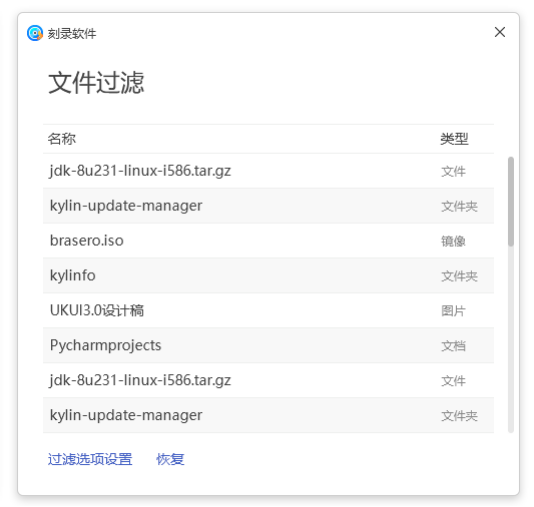 刻录软件
文件过滤
名称 类型
jdk-8u231-linux-i586.tar.gz 文件
kylin-update-manager 文件夹
brasero.iso 镜像
kylinfo 文件夹
UKUI3.0设计稿 图片
Pycharmprojects 文档
jdk-8u231-linux-i586.tar.gz 文件
kylin-update-manager 文件夹
过滤选项设置 恢复